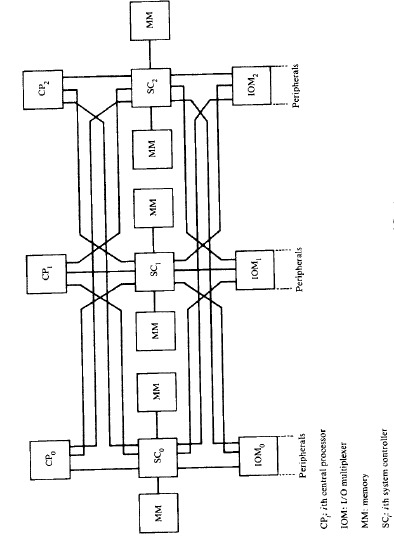 CP₀
CP₁
CP₂
MM
SC₀
MM
MM
SC₁
MM
MM
SC₂
MM
IOM₀
IOM₁
IOM₂
Peripherals
Peripherals
Peripherals
CPᵢ: ith central processor
IOM: I/O multiplexer
MM: memory
SCᵢ: ith system controller